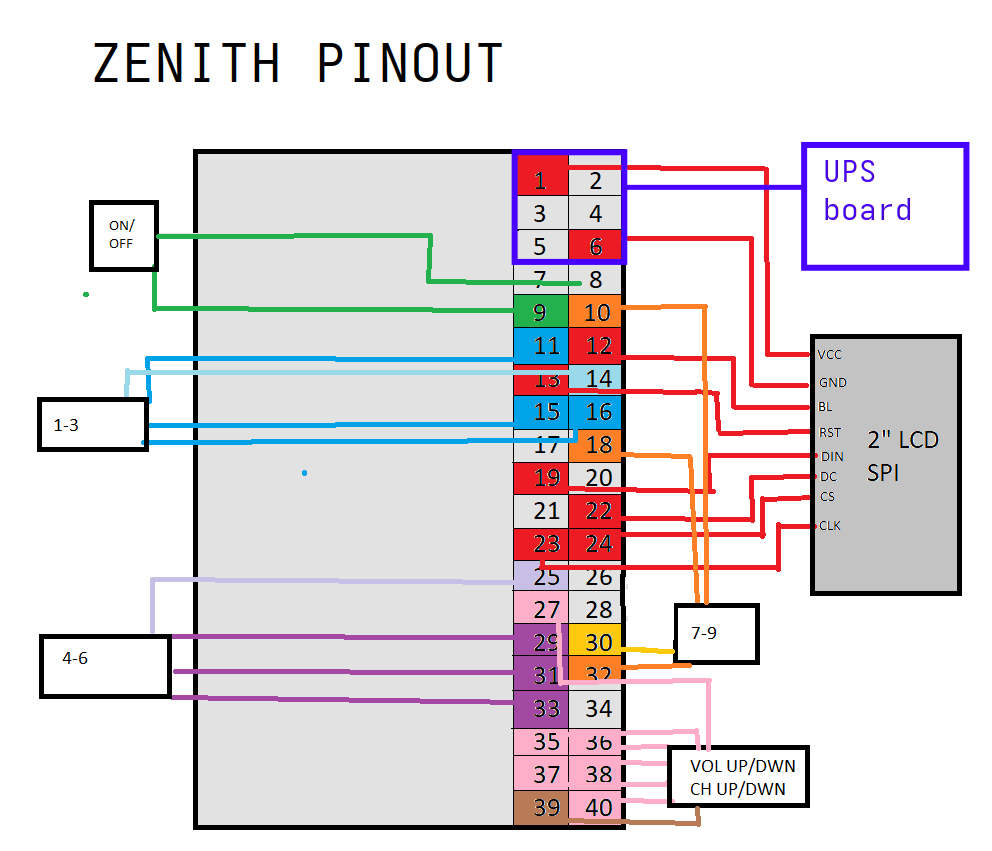 ZENITH PINOUT
UPS
board
ON/
OFF
1 2
3 4
5 6
7 8
9 10
11 12
13 14
15 16
17 18
19 20
21 22
23 24
25 26
27 28
29 30
31 32
33 34
35 36
37 38
39 40
1-3
4-6
VCC
GND
BL
RST
DIN
DC
CS
CLK
2" LCD
SPI
7-9
VOL UP/DWN
CH UP/DWN